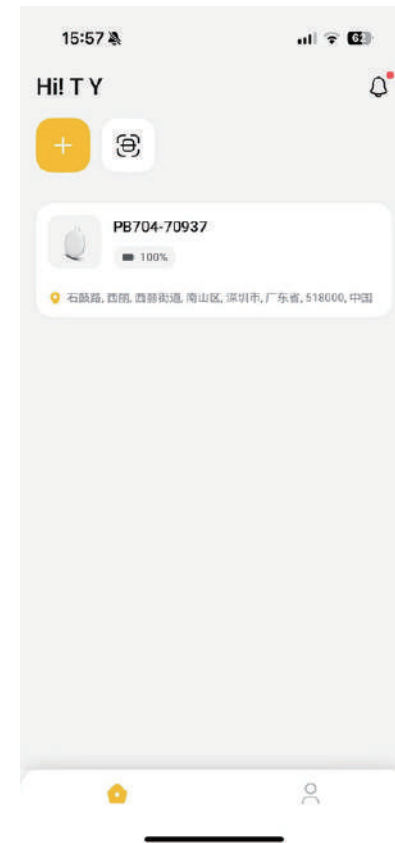 15:57
62
Hi! T Y
PB704-70937
100%
石鼓路, 西丽, 西丽街道, 南山区, 深圳市, 广东省, 518000, 中国